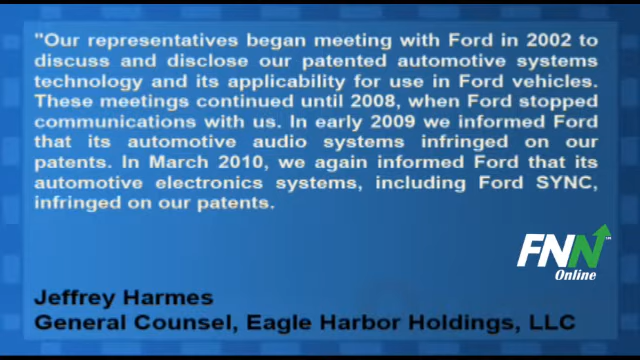 "Our representatives began meeting with Ford in 2002 to
discuss and disclose our patented automotive systems
technology and its applicability for use in Ford vehicles.
These meetings continued until 2008, when Ford stopped
communications with us. In early 2009 we informed Ford
that its automotive audio systems infringed on our
patents. In March 2010, we again informed Ford that its
automotive electronics systems, including Ford SYNC,
infringed on our patents.
FNN
Online
Jeffrey Harmes
General Counsel, Eagle Harbor Holdings, LLC